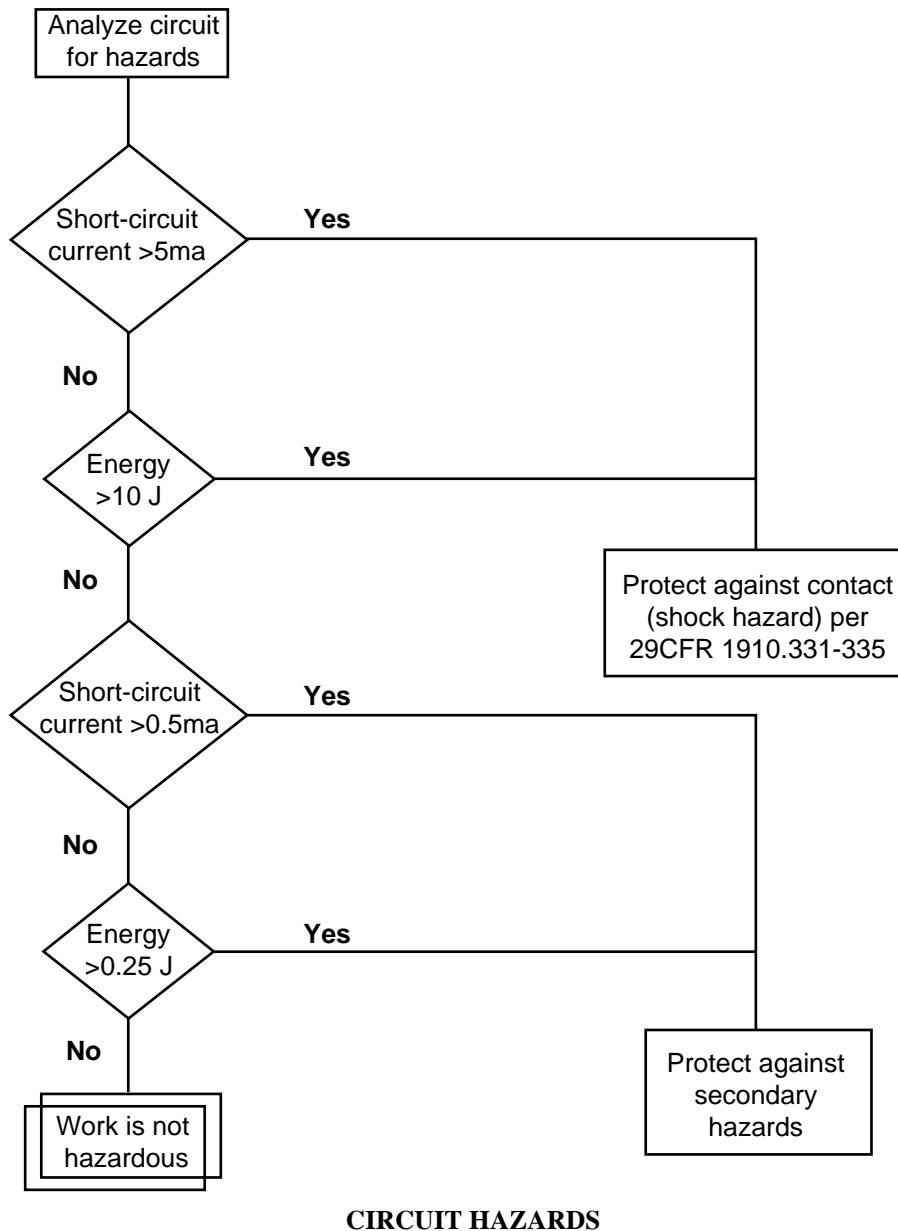 Analyze circuit
for hazards
Short-circuit
current >5ma
Yes
No
Energy
>10 J
Yes
No
Protect against contact
(shock hazard) per
29CFR 1910.331-335
Short-circuit
current >0.5ma
Yes
No
Energy
>0.25 J
Yes
No
Protect against
secondary
hazards
Work is not
hazardous
CIRCUIT HAZARDS